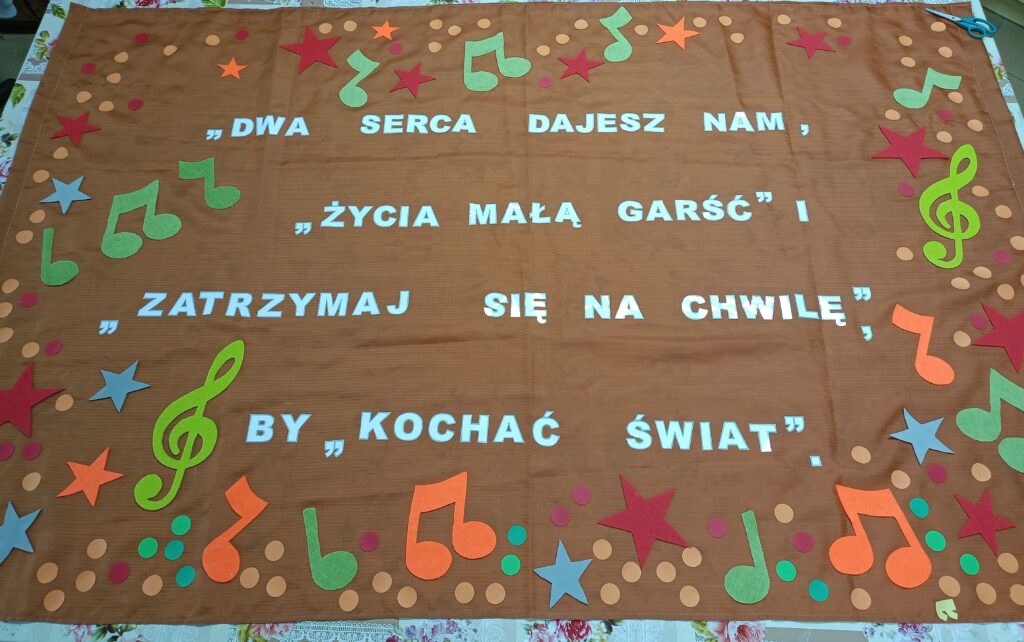 „DWA SERCA DAJESZ NAM,
„ŻYCIA MAŁĄ GARŚĆ” I
„ZATRZYMAJ SIĘ NA CHWILĘ”,
BY „KOCHAĆ ŚWIAT”.